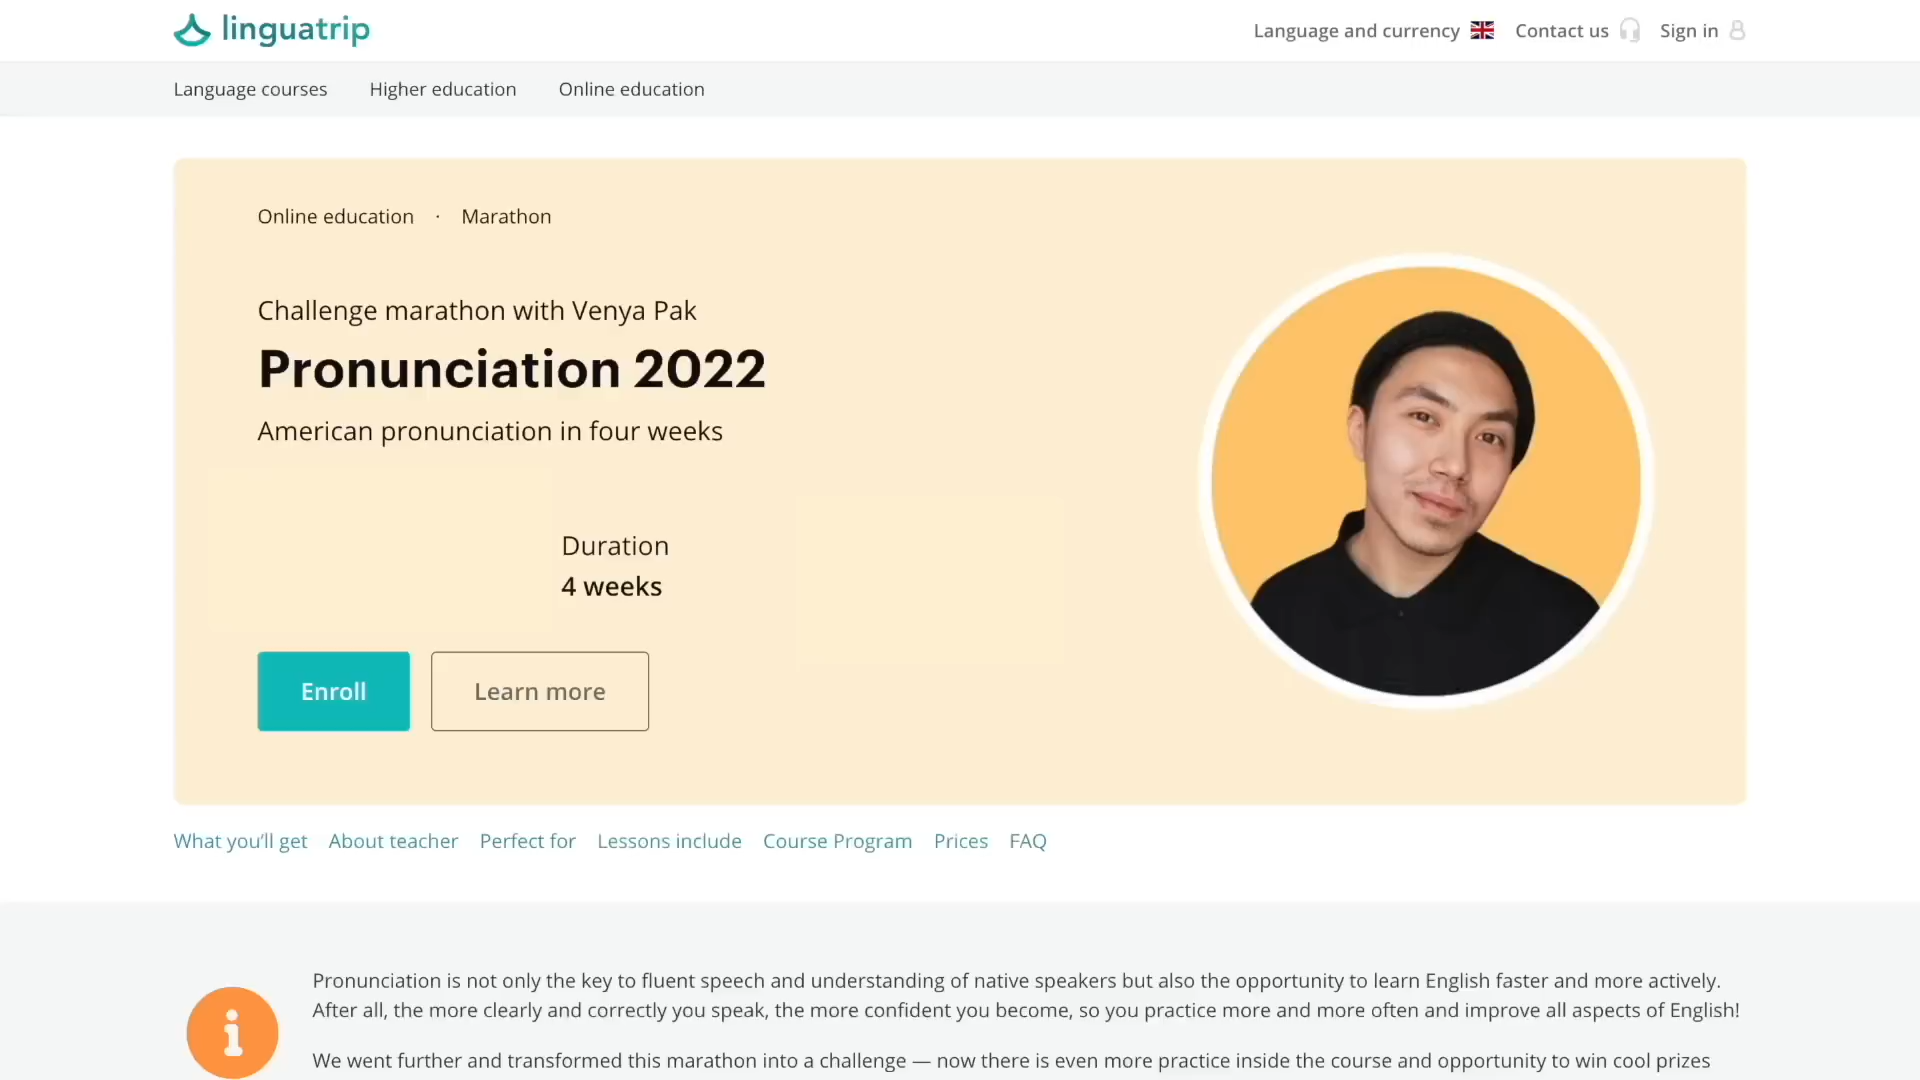 linguatrip
Language and currency
Contact us
Sign in
Language courses
Higher education
Online education
Online education · Marathon
Challenge marathon with Venya Pak
Pronunciation 2022
American pronunciation in four weeks
Duration
4 weeks
Enroll
Learn more
What you’ll get
About teacher
Perfect for
Lessons include
Course Program
Prices
FAQ
Pronunciation is not only the key to fluent speech and understanding of native speakers but also the opportunity to learn English faster and more actively.
After all, the more clearly and correctly you speak, the more confident you become, so you practice more and more often and improve all aspects of English!
We went further and transformed this marathon into a challenge — now there is even more practice inside the course and opportunity to win cool prizes